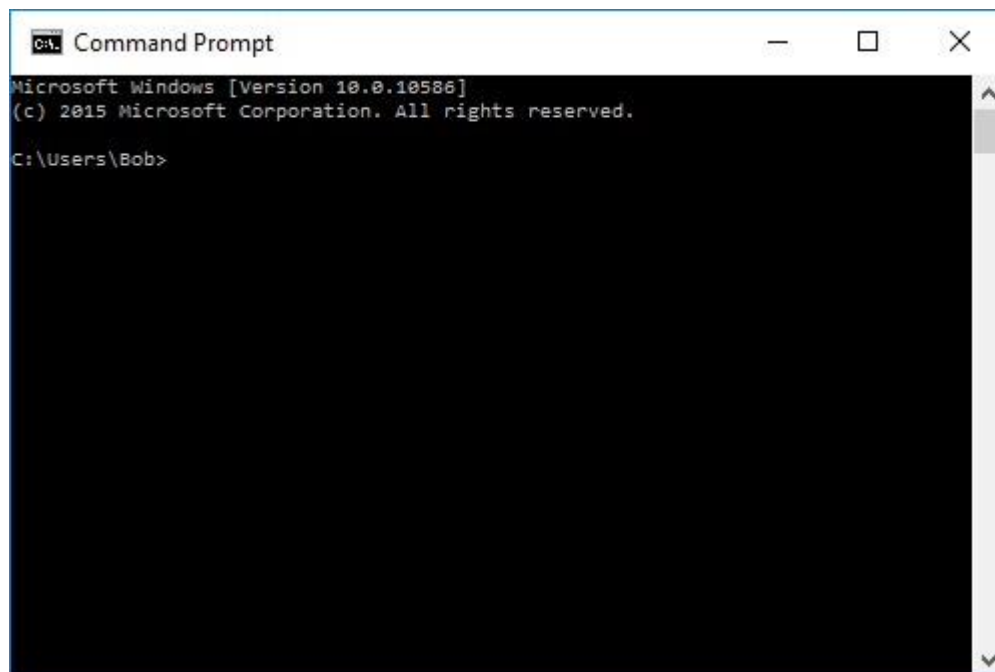 Command Prompt
Microsoft Windows [Version 10.0.10586]
(c) 2015 Microsoft Corporation. All rights reserved.
C:\Users\Bob>